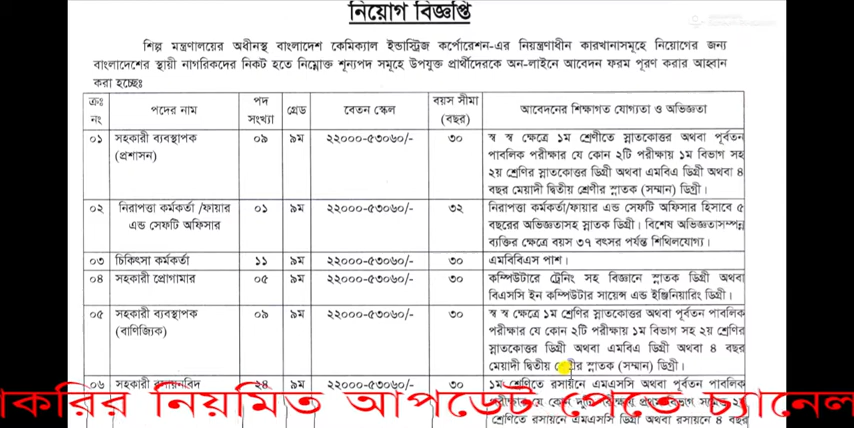 নিয়োগ বিজ্ঞপ্তি
শিল্প মন্ত্রণালয়ের অধীনস্থ বাংলাদেশ কেমিক্যাল ইন্ডাস্ট্রিজ কর্পোরেশন-এর নিয়ন্ত্রণাধীন কারখানাসমূহে নিয়োগের জন্য
বাংলাদেশের স্থায়ী নাগরিকদের নিকট হতে নিম্নোক্ত শূন্যপদ সমূহে উপযুক্ত প্রার্থীদেরকে অন-লাইনে আবেদন ফরম পূরণ করার আহবান
করা হচ্ছেঃ
ক্রঃ নং পদের নাম পদ সংখ্যা গ্রেড বেতন স্কেল বয়স সীমা (বছর) আবেদনের শিক্ষাগত যোগ্যতা ও অভিজ্ঞতা
০১ সহকারী ব্যবস্থাপক ০৯ ৯ম ২২০০০-৫৩০৬০/- ৩০ স্ব স্ব ক্ষেত্রে ১ম শ্রেণীতে স্নাতকোত্তর অথবা পূর্বতন
(প্রশাসন) পাবলিক পরীক্ষার যে কোন ২টি পরীক্ষায় ১ম বিভাগ সহ
২য় শ্রেণির স্নাতকোত্তর ডিগ্রী অথবা এমবিএ ডিগ্রী অথবা ৪
বছর মেয়াদী দ্বিতীয় শ্রেণীর স্নাতক (সম্মান) ডিগ্রী।
০২ নিরাপত্তা কর্মকর্তা/ফায়ার ০১ ৯ম ২২০০০-৫৩০৬০/- ৩২ নিরাপত্তা কর্মকর্তা/ফায়ার এন্ড সেফটি অফিসার হিসাবে ৫
এন্ড সেফটি অফিসার বছরের অভিজ্ঞতাসহ স্নাতক ডিগ্রী। বিশেষ অভিজ্ঞতাসম্পন্ন
ব্যক্তির ক্ষেত্রে বয়স ৩৭ বৎসর পর্যন্ত শিথিলযোগ্য।
০৩ চিকিৎসা কর্মকর্তা ১১ ৯ম ২২০০০-৫৩০৬০/- ৩০ এমবিবিএস পাশ।
০৪ সহকারী প্রোগামার ০৫ ৯ম ২২০০০-৫৩০৬০/- ৩০ কম্পিউটারে ট্রেনিং সহ বিজ্ঞানে স্নাতক ডিগ্রী অথবা
বিএসসি ইন কম্পিউটার সায়েন্স এন্ড ইঞ্জিনিয়ারিং ডিগ্রী।
০৫ সহকারী ব্যবস্থাপক ০৯ ৯ম ২২০০০-৫৩০৬০/- ৩০ স্ব স্ব ক্ষেত্রে ১ম শ্রেণির স্নাতকোত্তর অথবা পূর্বতন পাবলিক
(বাণিজ্যিক) পরীক্ষার যে কোন ২টি পরীক্ষায় ১ম বিভাগ সহ ২য় শ্রেণির
স্নাতকোত্তর ডিগ্রী অথবা এমবিএ ডিগ্রী অথবা ৪ বছর
মেয়াদী দ্বিতীয় শ্রেণীর স্নাতক (সম্মান) ডিগ্রী।
০৬ সহকারী রসায়নবিদ ২৪ ৯ম ২২০০০-৫৩০৬০/- ৩০ ১ম শ্রেণিতে রসায়নে এমএসসি অথবা পূর্বতন পাবলিক
শ্রেণিতে রসায়নে এমএসসি ডিগ্রী অথবা রসায়নে ৪ বছর
াকরির নিয়মিত আপডেট পেতে চ্যানেল